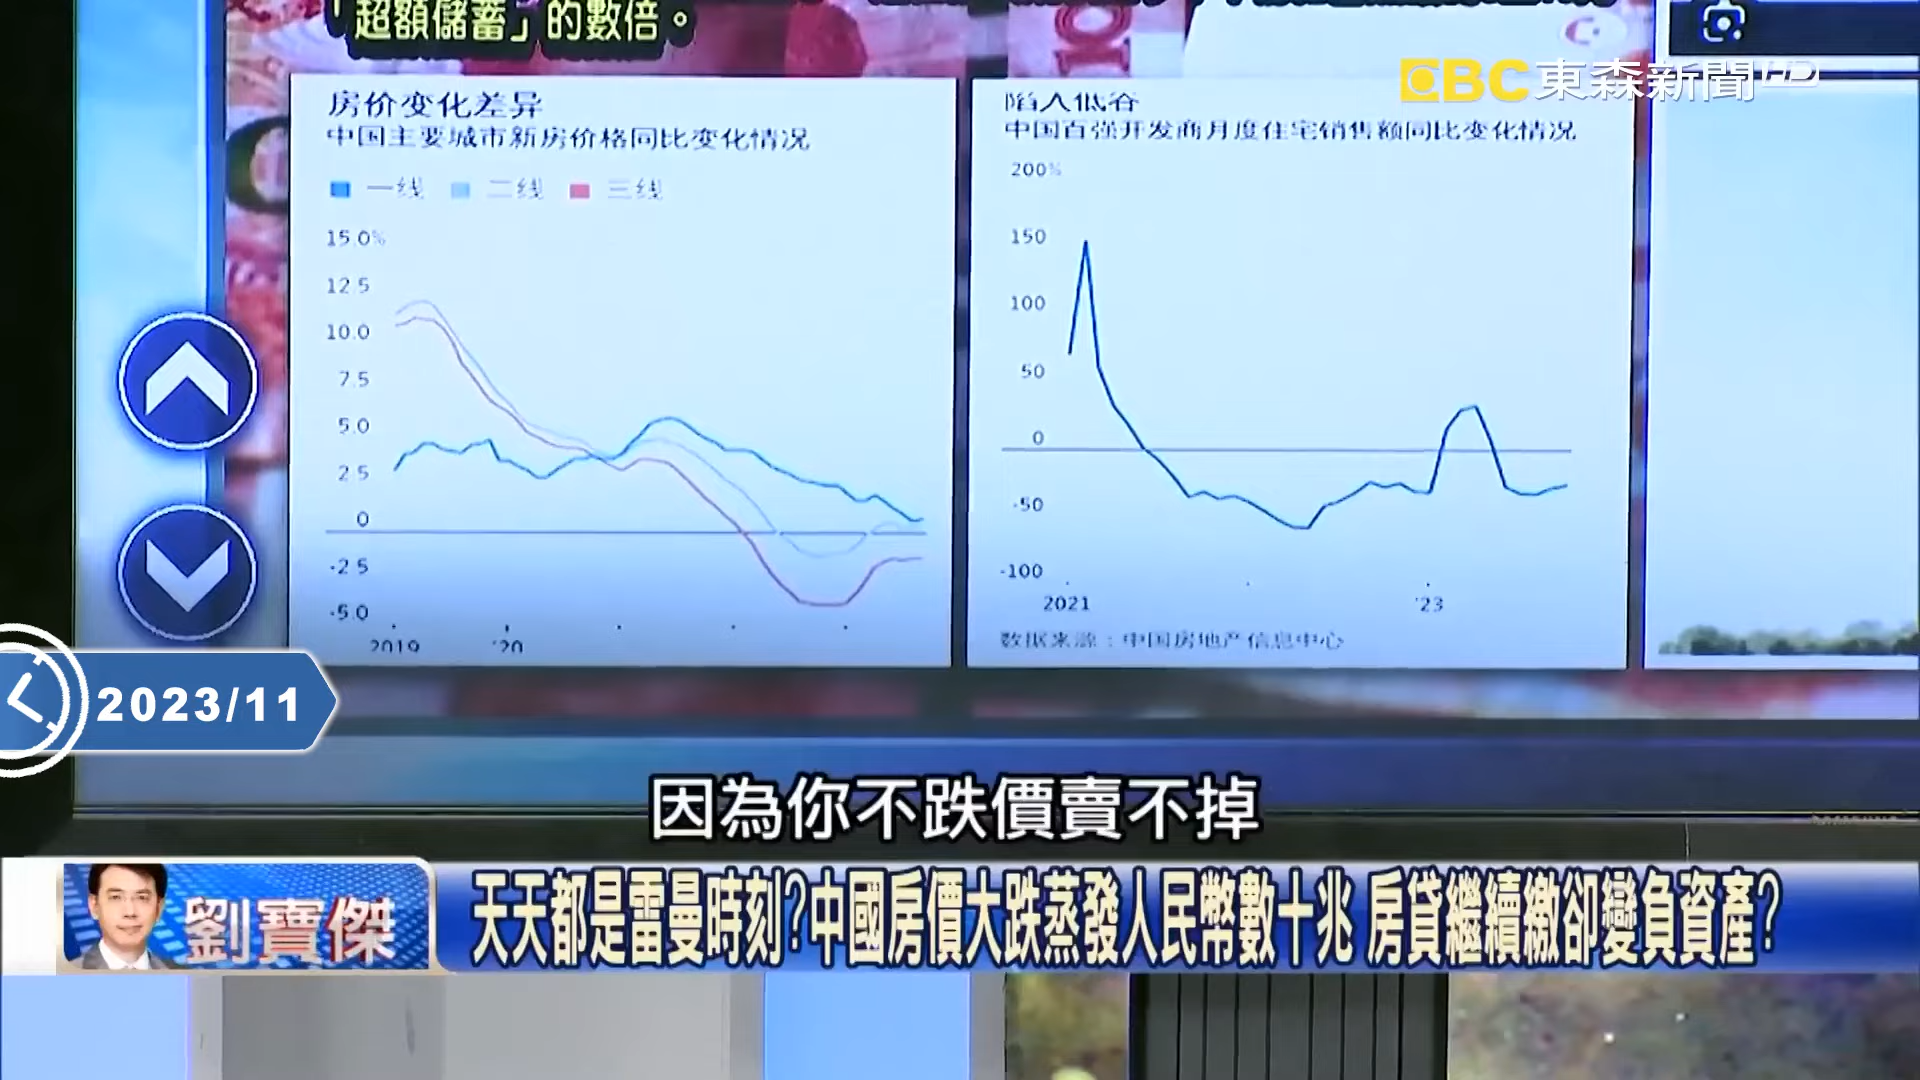 「超額儲蓄」的數倍。
EBC東森新聞HD
房价变化差异
中国主要城市新房价格同比变化情况
一线 二线 三线
15.0%
12.5
10.0
7.5
5.0
2.5
0
-2.5
-5.0
2019 '20
陷入低谷
中国百强开发商月度住宅销售额同比变化情况
200%
150
100
50
0
-50
-100
2021 '23
数据来源：中国房地产信息中心
2023/11
SAMSUNG
因為你不跌價賣不掉
劉寶傑
天天都是雷曼時刻?中國房價大跌蒸發人民幣數十兆 房貸繼續繳卻變負資產?